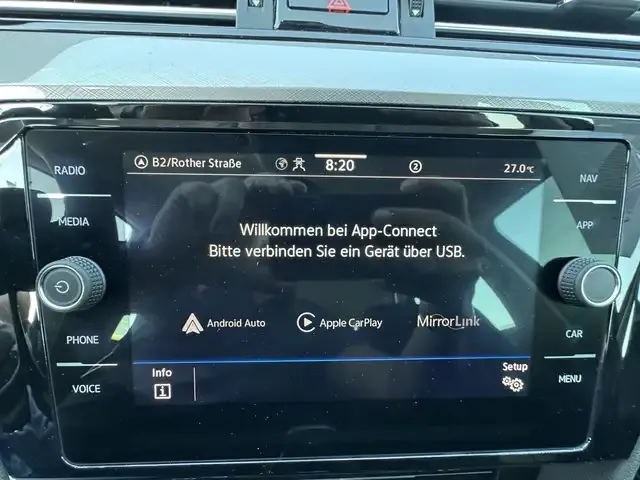 RADIO
MEDIA
PHONE
VOICE
B2/Rother Straße
8:20
2
27.0°C
Willkommen bei App-Connect
Bitte verbinden Sie ein Gerät über USB.
Android Auto
Apple CarPlay
MirrorLink
Info
i
Setup
NAV
APP
CAR
MENU